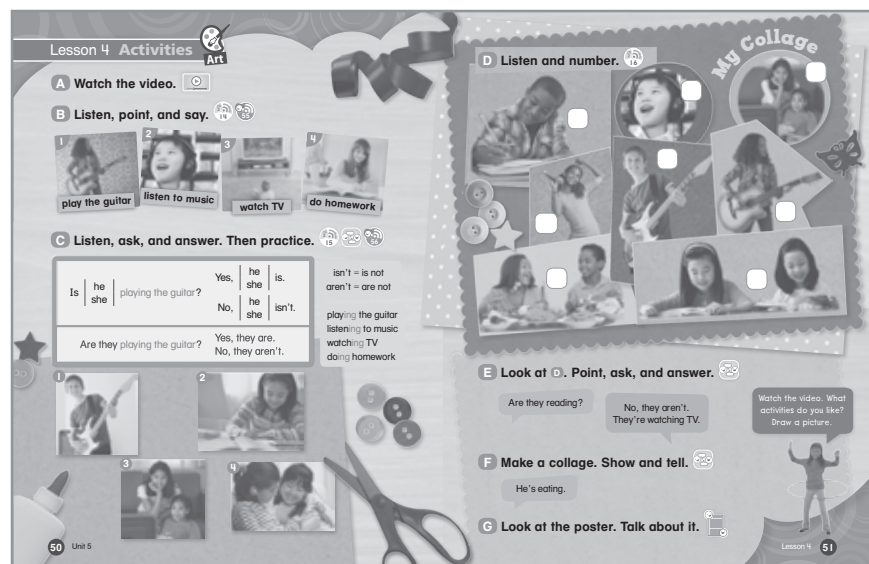 Lesson 4 Activities
Art
A Watch the video.
B Listen, point, and say.
14
55
1
play the guitar
2
listen to music
3
watch TV
4
do homework
C Listen, ask, and answer. Then practice.
15
56
Is he she playing the guitar?
Yes, he she is.
No, he she isn't.
Are they playing the guitar?
Yes, they are.
No, they aren't.
isn't = is not
aren't = are not
playing the guitar
listening to music
watching TV
doing homework
1
2
3
4
50 Unit 5
D Listen and number.
16
My Collage
E Look at D. Point, ask, and answer.
Are they reading?
No, they aren't.
They're watching TV.
Watch the video. What
activities do you like?
Draw a picture.
F Make a collage. Show and tell.
He's eating.
G Look at the poster. Talk about it.
Lesson 4 51